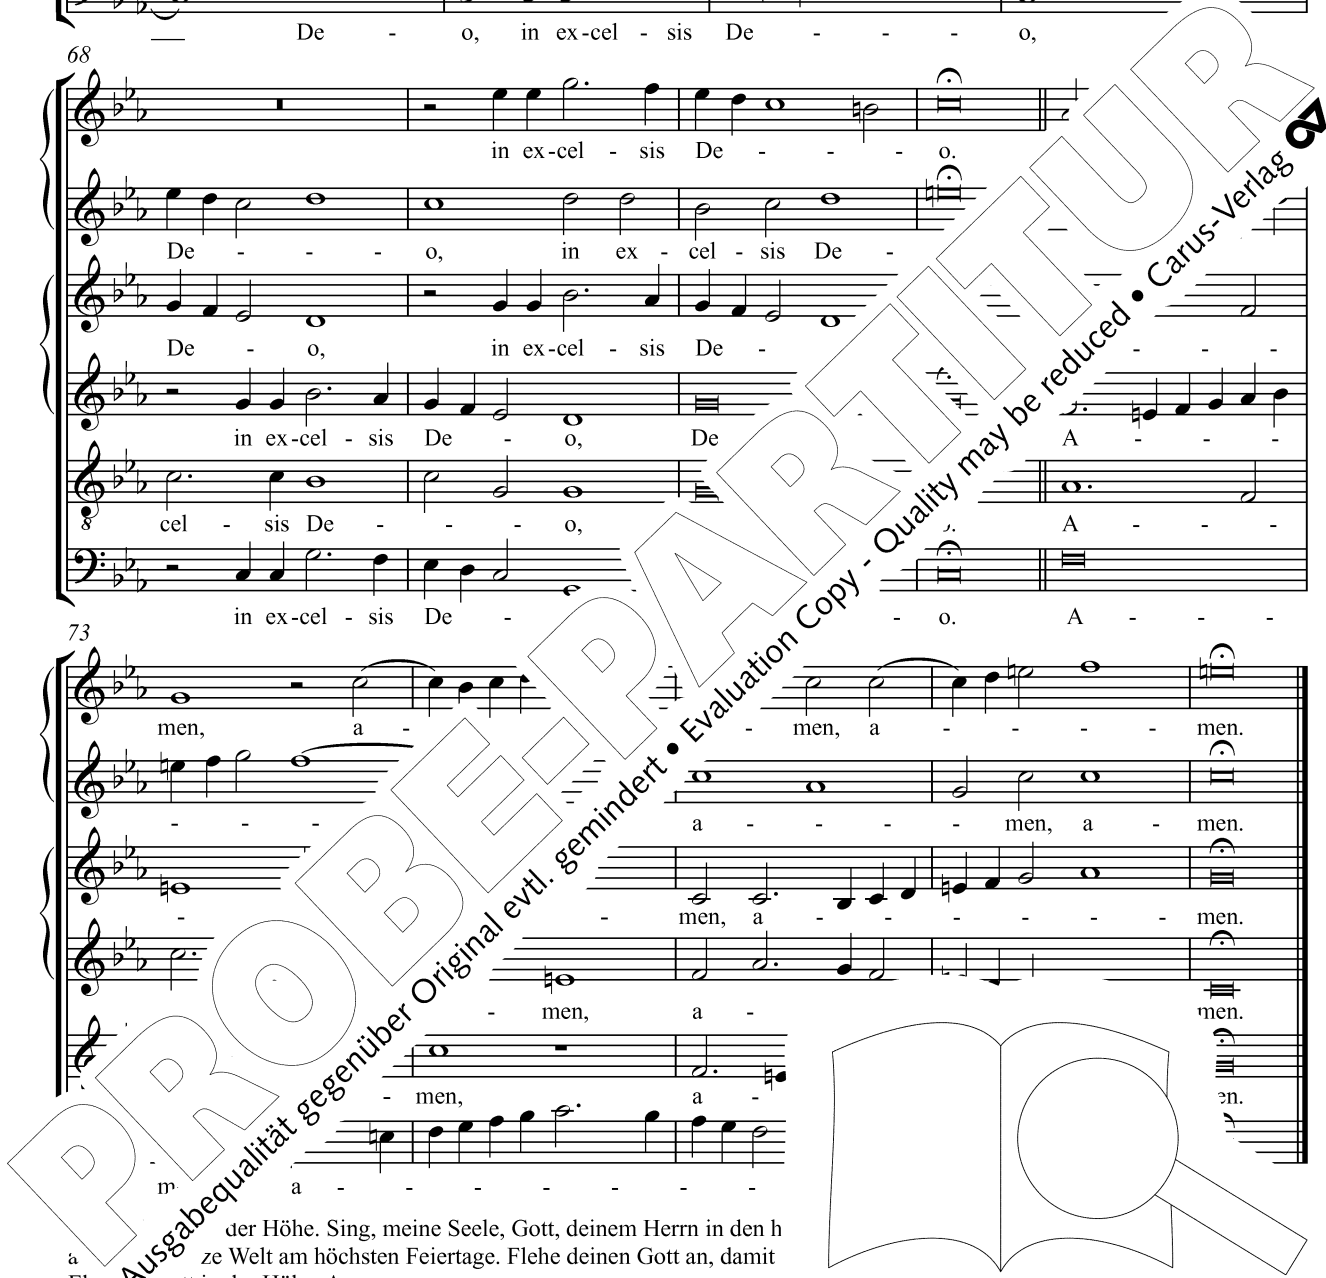 De - o, in ex - cel - sis De - - - o,
68
in ex - cel - sis De - - - o.
De - - - o, in ex - cel - sis De -
De - o, in ex - cel - sis De -
in ex - cel - sis De - o, De A - - -
cel - sis De - - - o, A - - -
in ex - cel - sis De - - o. A - - -
73
men, a - - men, a - - - - men.
- - - a - - - - men, a - men.
- - men, a - - - - - - men.
- men, a - men.
- men, a -
a - - - - - - -
PROBE-PARTITUR
Ausgabequalität gegenüber Original evtl. gemindert • Evaluation Copy - Quality may be reduced • Carus-Verlag
der Höhe. Sing, meine Seele, Gott, deinem Herrn in den
Welt am höchsten Feiertage. Flehe deinen Gott an, damit